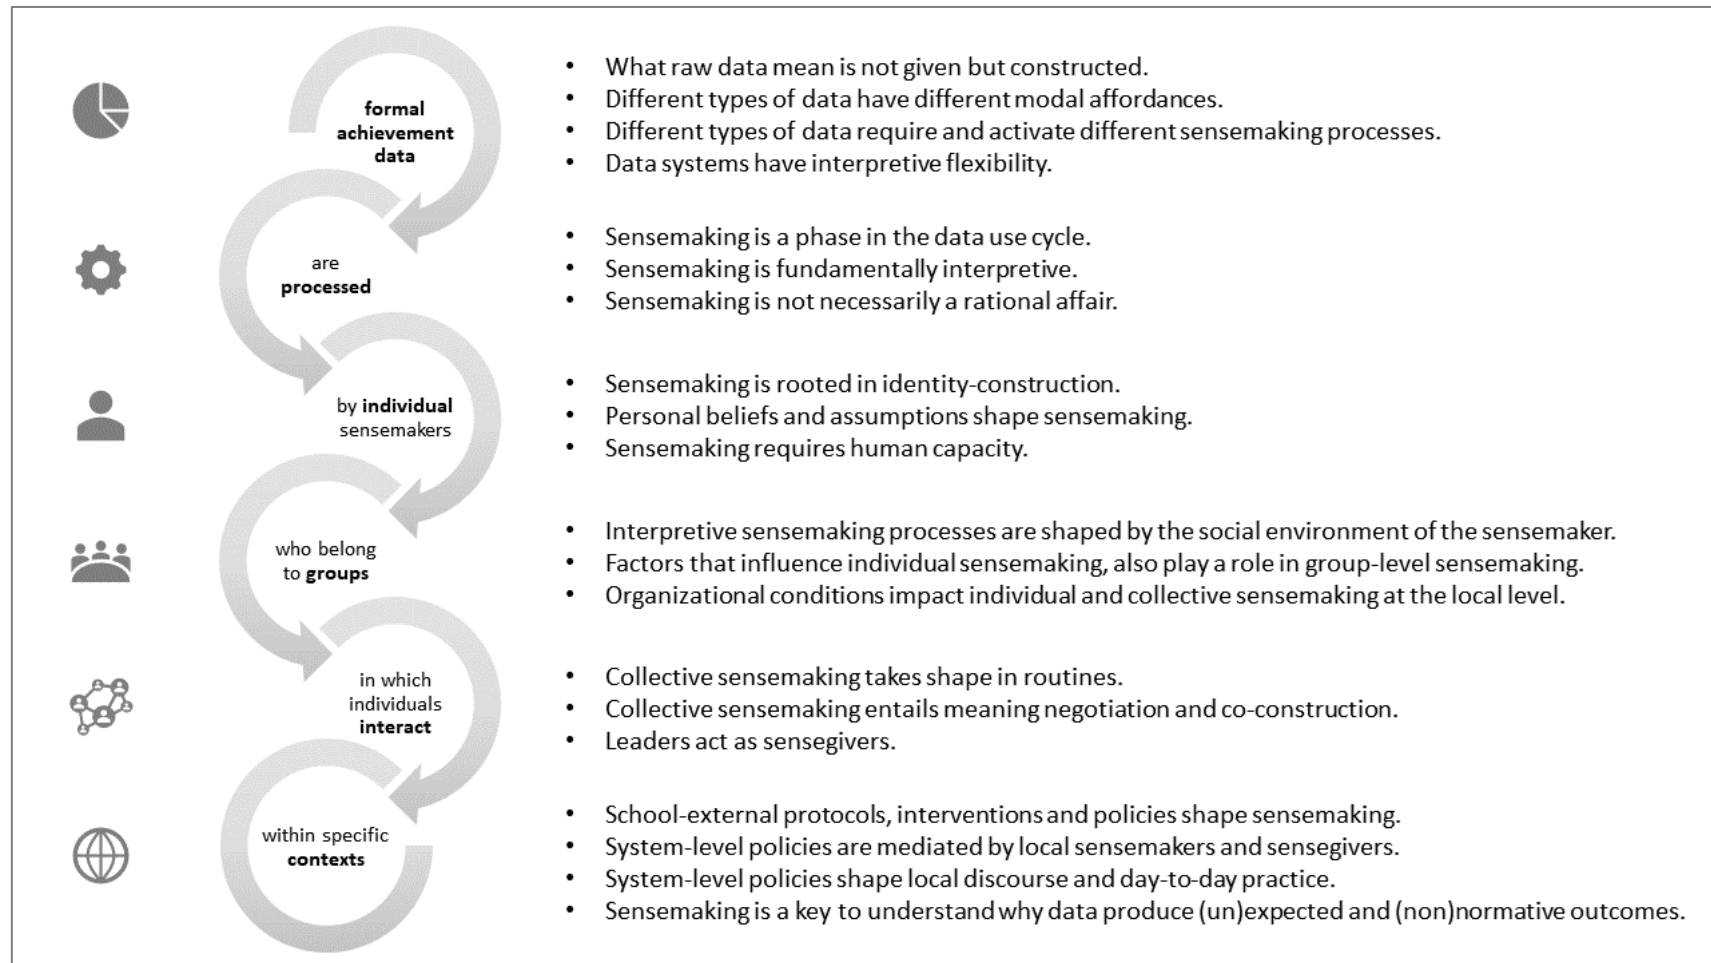 formal
achievement
data
• What raw data mean is not given but constructed.
• Different types of data have different modal affordances.
• Different types of data require and activate different sensemaking processes.
• Data systems have interpretive flexibility.
are
processed
• Sensemaking is a phase in the data use cycle.
• Sensemaking is fundamentally interpretive.
• Sensemaking is not necessarily a rational affair.
by individual
sensemakers
• Sensemaking is rooted in identity-construction.
• Personal beliefs and assumptions shape sensemaking.
• Sensemaking requires human capacity.
who belong
to groups
• Interpretive sensemaking processes are shaped by the social environment of the sensemaker.
• Factors that influence individual sensemaking, also play a role in group-level sensemaking.
• Organizational conditions impact individual and collective sensemaking at the local level.
in which
individuals
interact
• Collective sensemaking takes shape in routines.
• Collective sensemaking entails meaning negotiation and co-construction.
• Leaders act as sensegivers.
within specific
contexts
• School-external protocols, interventions and policies shape sensemaking.
• System-level policies are mediated by local sensemakers and sensegivers.
• System-level policies shape local discourse and day-to-day practice.
• Sensemaking is a key to understand why data produce (un)expected and (non)normative outcomes.